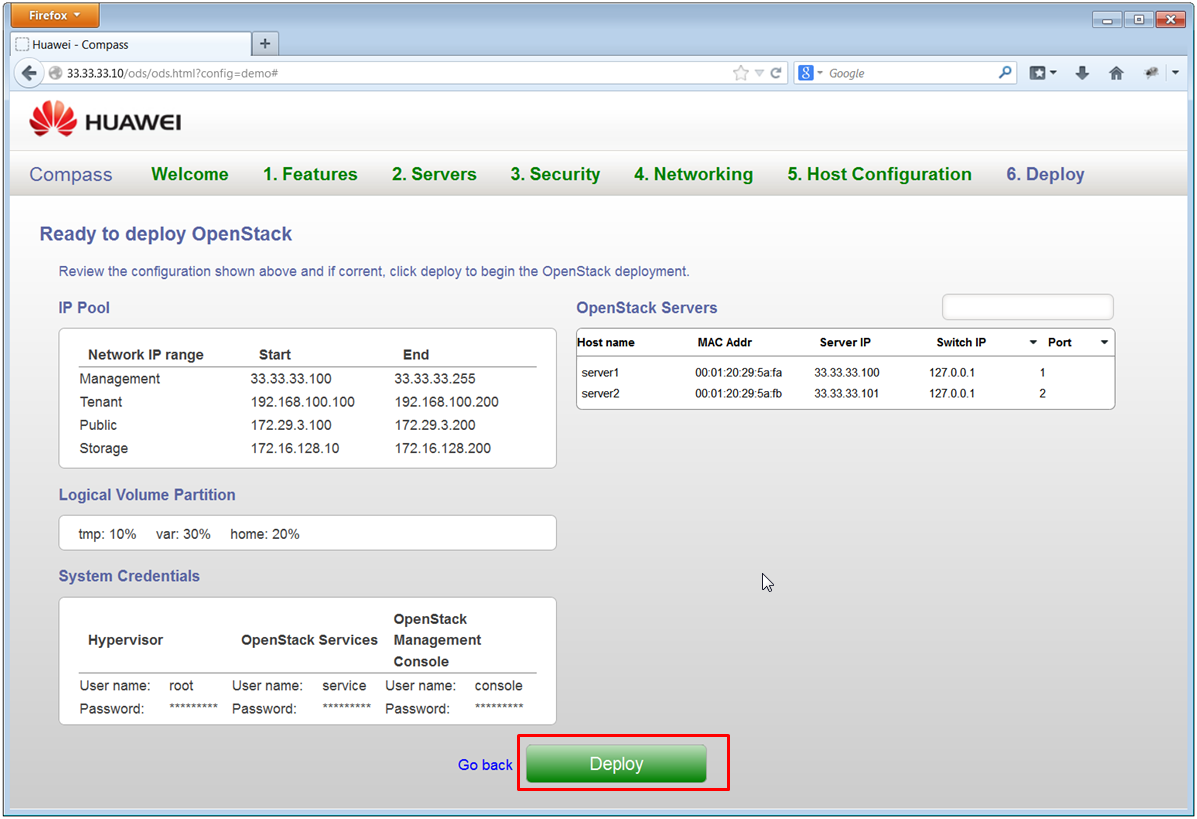 Firefox
Huawei - Compass
33.33.33.10/ods/ods.html?config=demo#
8
Google
HUAWEI
Compass Welcome 1. Features 2. Servers 3. Security 4. Networking 5. Host Configuration 6. Deploy
Ready to deploy OpenStack
Review the configuration shown above and if corrent, click deploy to begin the OpenStack deployment.
IP Pool
Network IP range Start End
Management 33.33.33.100 33.33.33.255
Tenant 192.168.100.100 192.168.100.200
Public 172.29.3.100 172.29.3.200
Storage 172.16.128.10 172.16.128.200
OpenStack Servers
Host name MAC Addr Server IP Switch IP Port
server1 00:01:20:29:5a:fa 33.33.33.100 127.0.0.1 1
server2 00:01:20:29:5a:fb 33.33.33.101 127.0.0.1 2
Logical Volume Partition
tmp: 10% var: 30% home: 20%
System Credentials
Hypervisor OpenStack Services OpenStack
Management
Console
User name: root User name: service User name: console
Password: ********* Password: ********* Password: *********
Go back Deploy